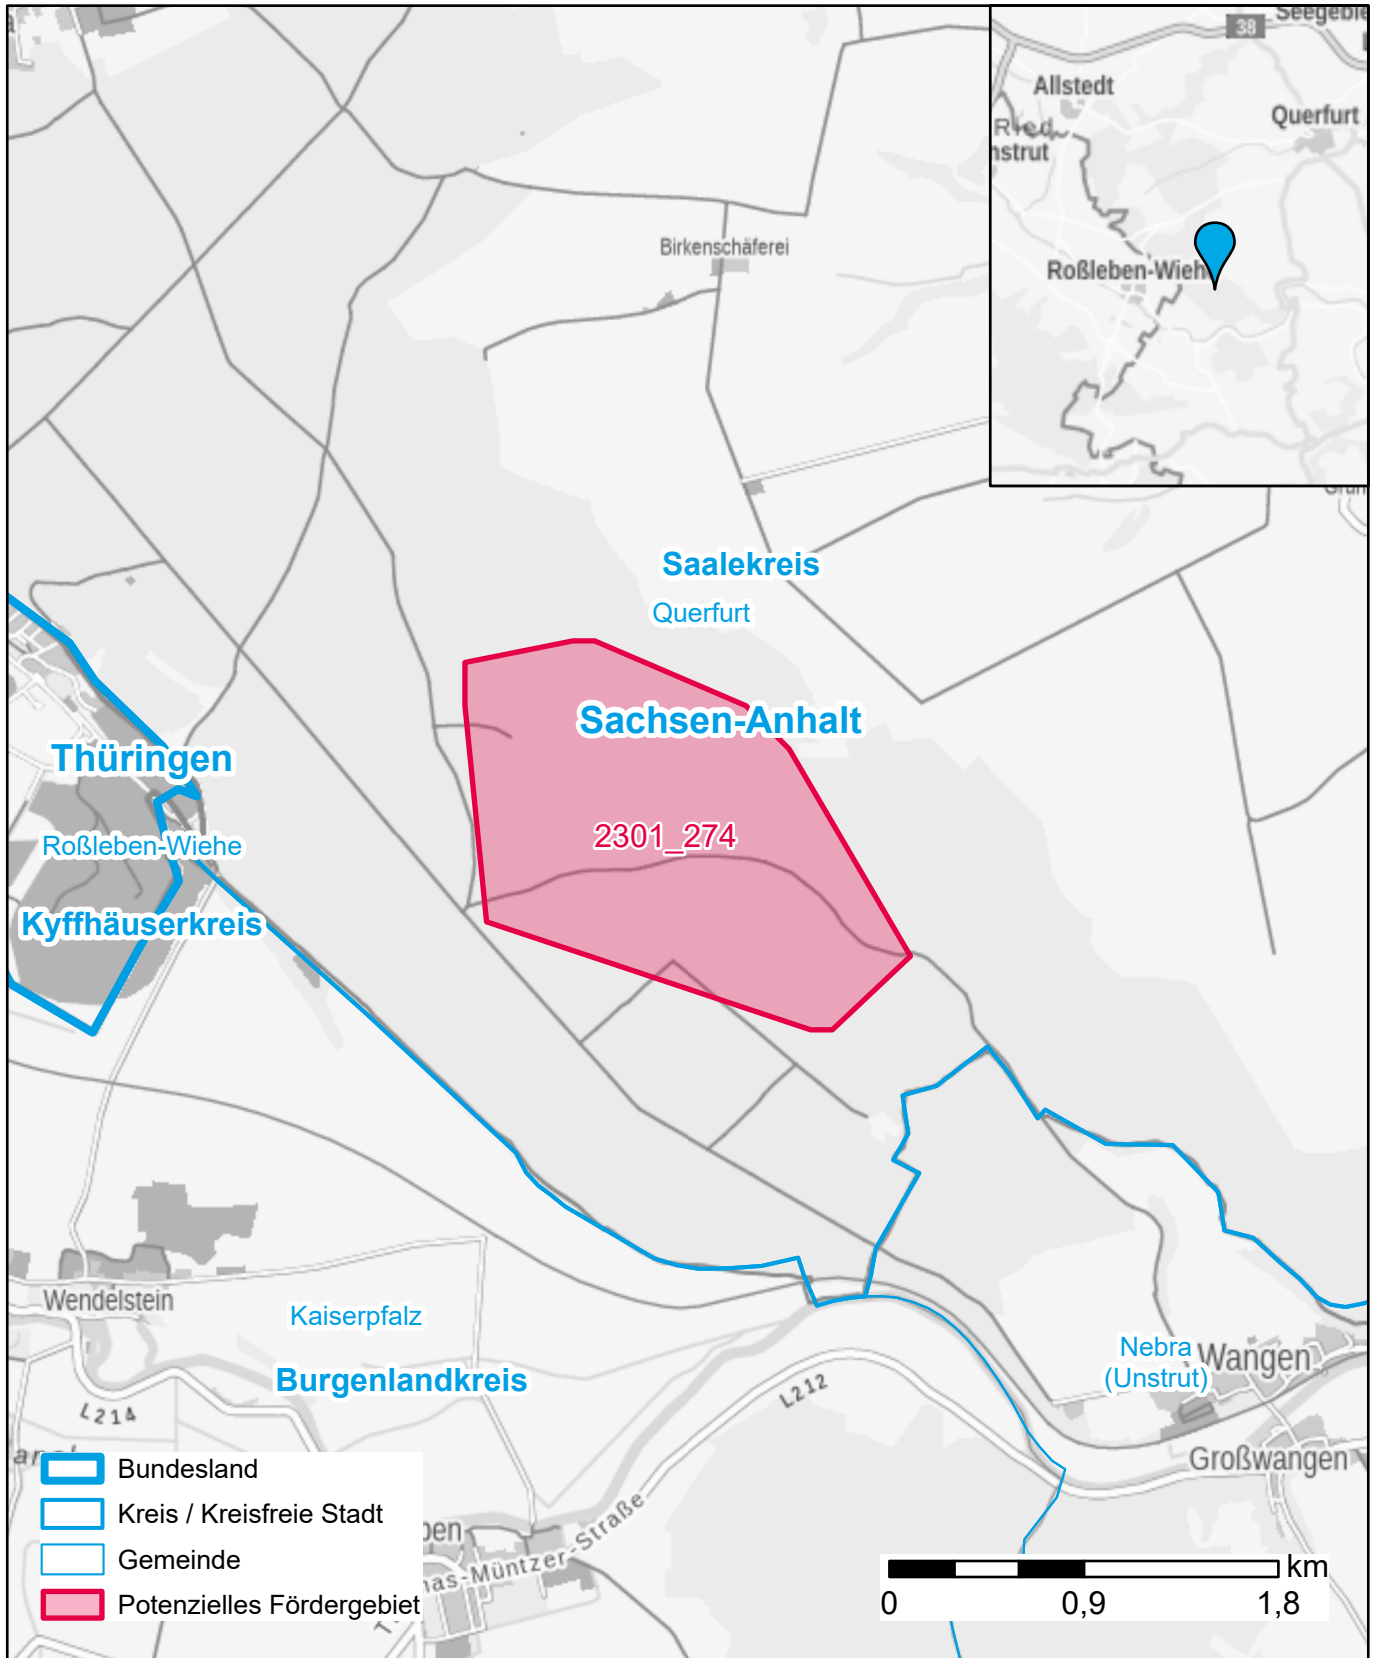 38
Allstedt
Querfurt
Ried
nstrut
Roßleben-Wiehe
Birkenschäferei
Saalekreis
Querfurt
Sachsen-Anhalt
Thüringen
2301_274
Roßleben-Wiehe
Kyffhäuserkreis
Wendelstein
Kaiserpfalz
Burgenlandkreis
Nebra
(Unstrut)
Wangen
L212
L214
Großwangen
Bundesland
Kreis / Kreisfreie Stadt
Gemeinde
Potenzielles Fördergebiet
ben
nas-Müntzer-Straße
km
0 0,9 1,8